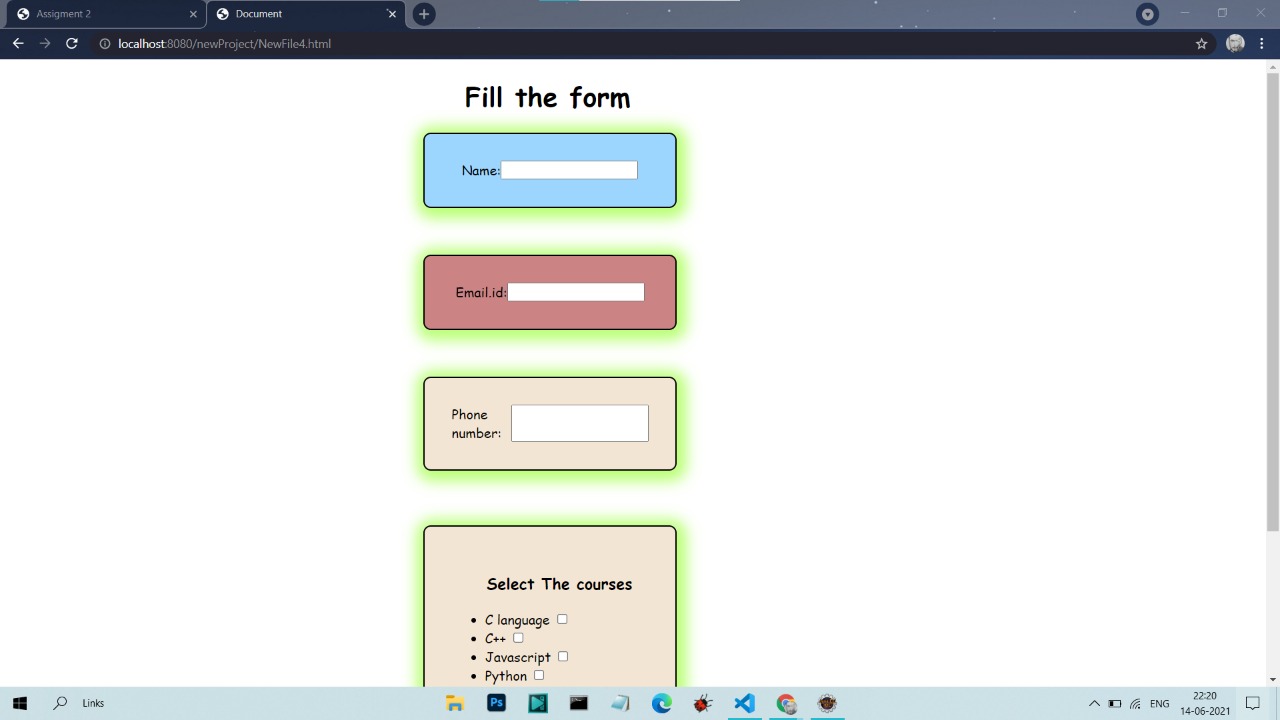 Assigment 2
Document
localhost:8080/newProject/NewFile4.html
Fill the form
Name:
Email.id:
Phone
number:
Select The courses
C language
C++
Javascript
Python
Links
Ps
ENG
22:20
14-06-2021